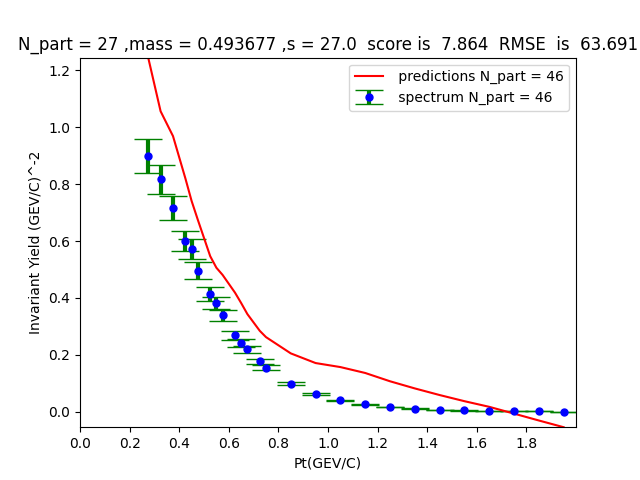 N_part = 27 ,mass = 0.493677 ,s = 27.0  score is  7.864  RMSE  is  63.691
predictions N_part = 46
spectrum N_part = 46
Invariant Yield (GEV/C)^-2
1.2
1.0
0.8
0.6
0.4
0.2
0.0
0.0 0.2 0.4 0.6 0.8 1.0 1.2 1.4 1.6 1.8
Pt(GEV/C)